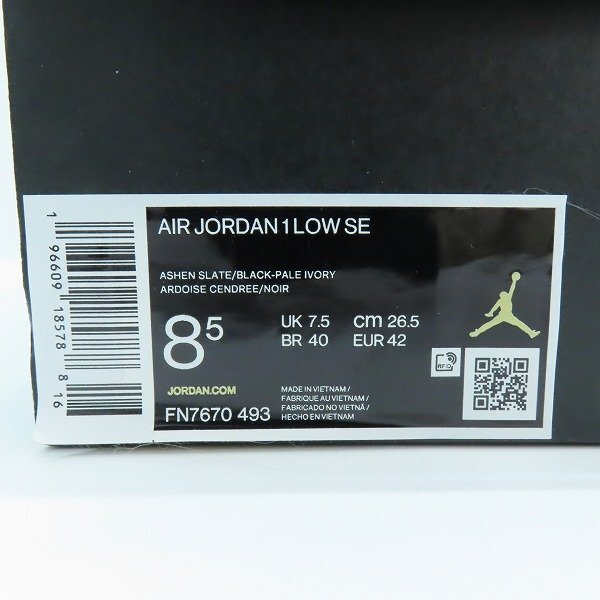 AIR JORDAN 1 LOW SE
ASHEN SLATE/BLACK-PALE IVORY
ARDOISE CENDREE/NOIR
8 5
UK 7.5 cm 26.5
BR 40 EUR 42
JORDAN.COM
FN7670 493
MADE IN VIETNAM /
FABRIQUE AU VIETNAM /
FABRICADO NO VIETNÃ /
HECHO EN VIETNAM
RFID
1 96609 18578 8 16